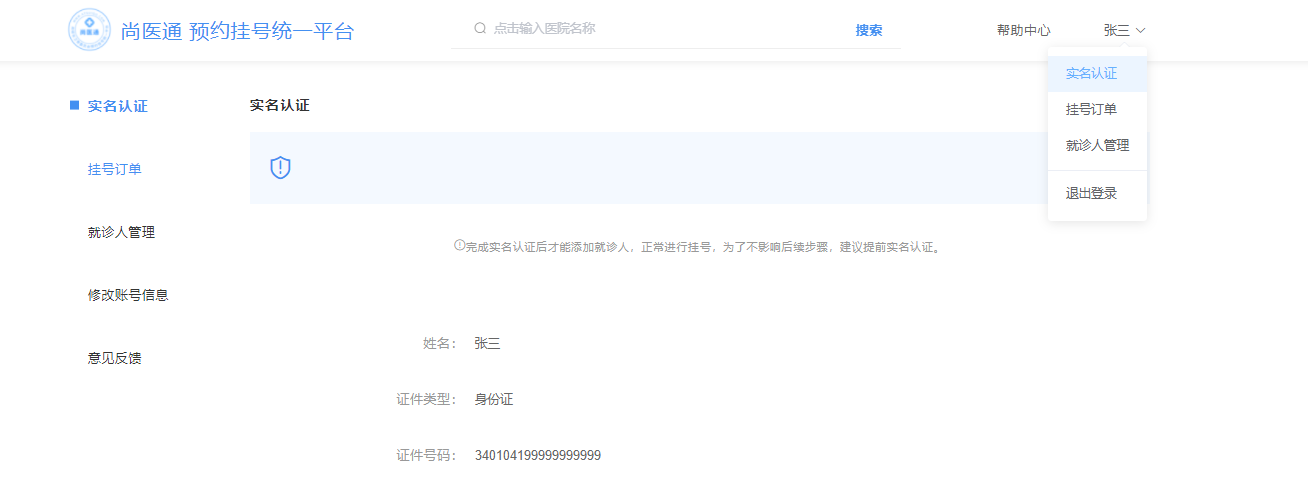 尚医通
尚医通 预约挂号统一平台
点击输入医院名称
搜索
帮助中心
张三
实名认证
挂号订单
就诊人管理
退出登录
实名认证
挂号订单
就诊人管理
修改账号信息
意见反馈
实名认证
完成实名认证后才能添加就诊人，正常进行挂号，为了不影响后续步骤，建议提前实名认证。
姓名： 张三
证件类型： 身份证
证件号码： 340104199999999999